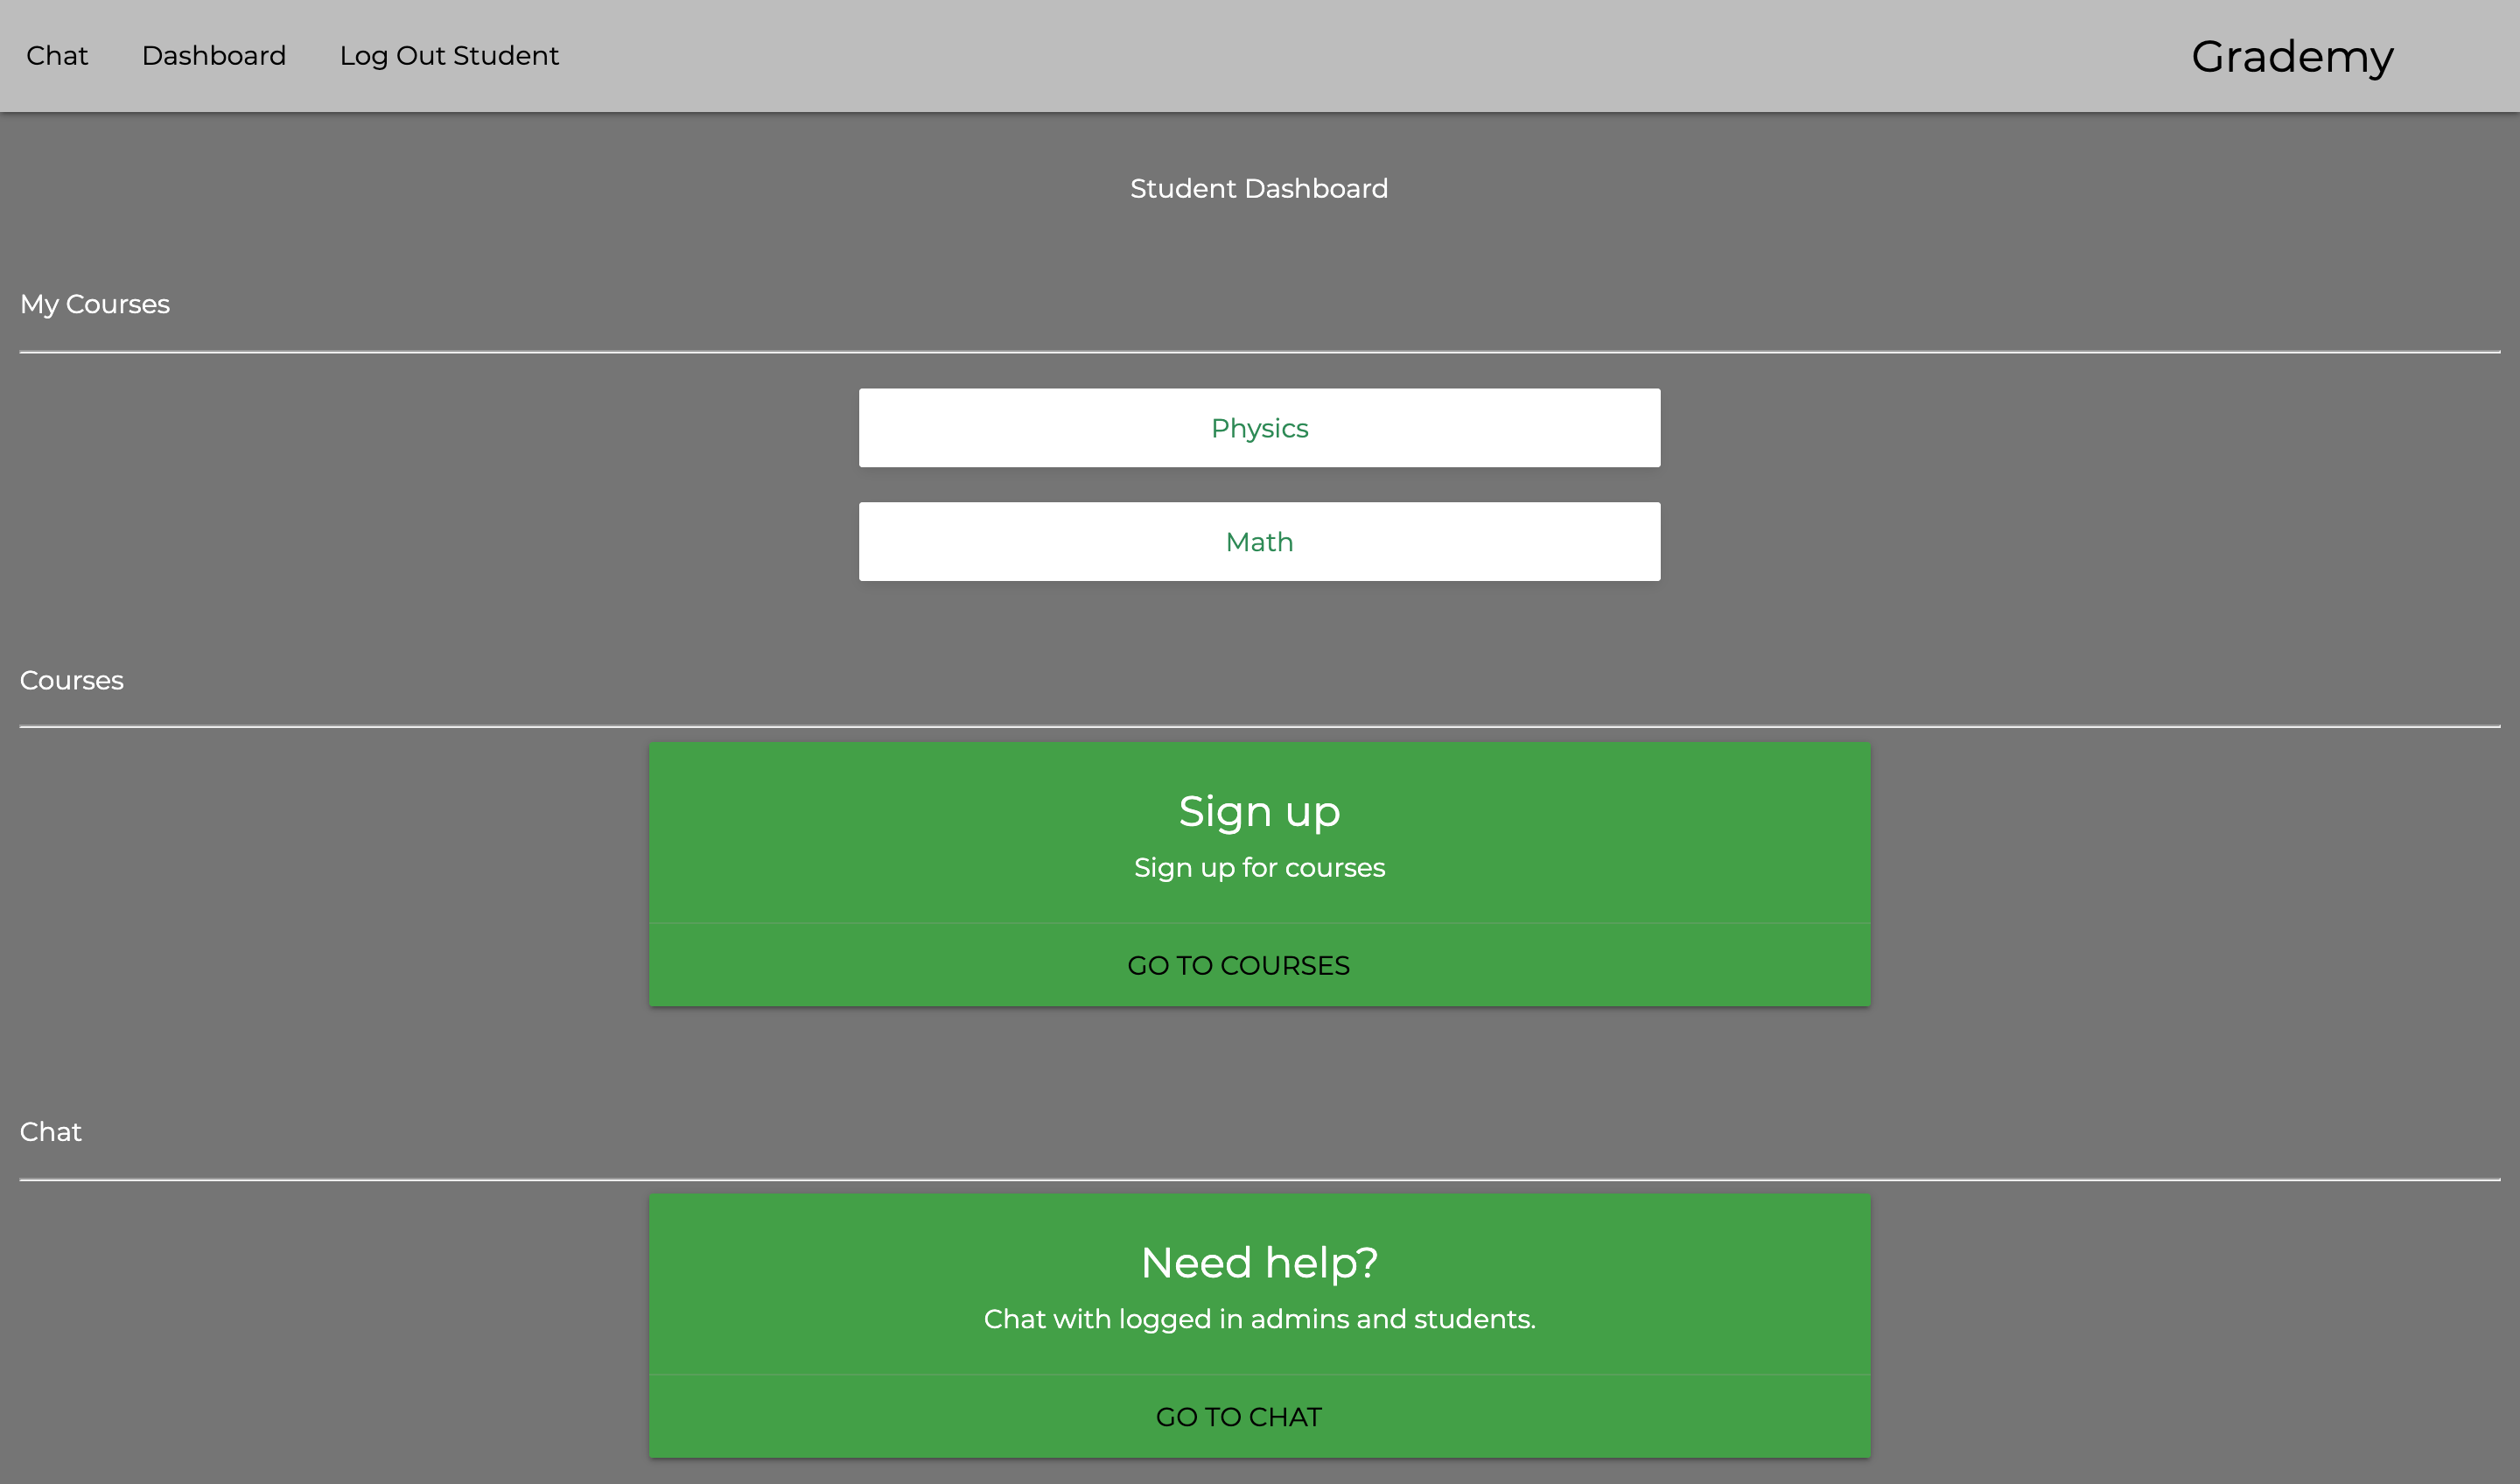 Chat
Dashboard
Log Out Student
Grademy
Student Dashboard
My Courses
Physics
Math
Courses
Sign up
Sign up for courses
GO TO COURSES
Chat
Need help?
Chat with logged in admins and students.
GO TO CHAT